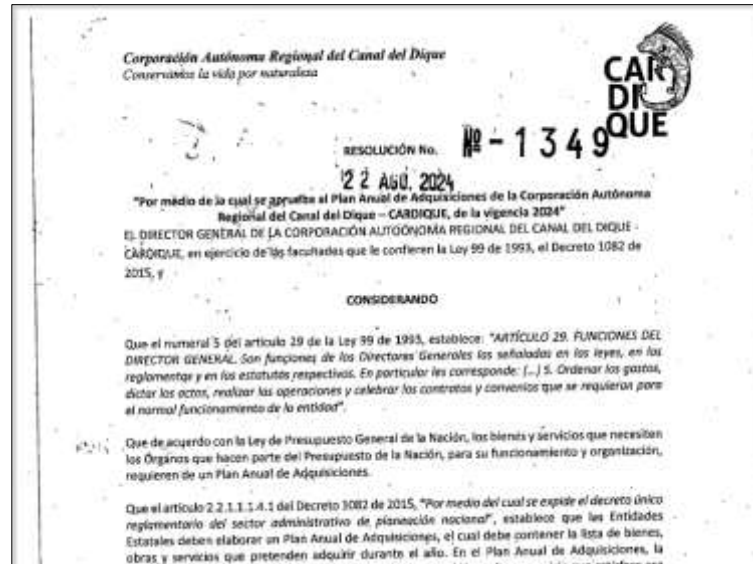 Corporación Autónoma Regional del Canal del Dique
Conservamos la vida por naturaleza
CAR
DI
QUE
RESOLUCIÓN No. Nº - 1349
22 AGO. 2024
"Por medio de la cual se aprueba el Plan Anual de Adquisiciones de la Corporación Autónoma
Regional del Canal del Dique – CARDIQUE, de la vigencia 2024"
EL DIRECTOR GENERAL DE LA CORPORACIÓN AUTÓNOMA REGIONAL DEL CANAL DEL DIQUE -
CARDIQUE, en ejercicio de las facultades que le confieren la Ley 99 de 1993, el Decreto 1082 de
2015, y
CONSIDERANDO
Que el numeral 5 del artículo 29 de la Ley 99 de 1993, establece: "ARTÍCULO 29. FUNCIONES DEL
DIRECTOR GENERAL. Son funciones de los Directores Generales las señaladas en las leyes, en los
reglamentos y en los estatutos respectivos. En particular les corresponde: (...) 5. Ordenar los gastos,
dictar los actos, realizar las operaciones y celebrar los contratos y convenios que se requieran para
el normal funcionamiento de la entidad".
Que de acuerdo con la Ley de Presupuesto General de la Nación, los bienes y servicios que necesiten
los Órganos que hacen parte del Presupuesto de la Nación, para su funcionamiento y organización,
requieren de un Plan Anual de Adquisiciones.
Que el artículo 2.2.1.1.1.4.1 del Decreto 1082 de 2015, "Por medio del cual se expide el decreto único
reglamentario del sector administrativo de planeación nacional", establece que las Entidades
Estatales deben elaborar un Plan Anual de Adquisiciones, el cual debe contener la lista de bienes,
obras y servicios que pretenden adquirir durante el año. En el Plan Anual de Adquisiciones, la